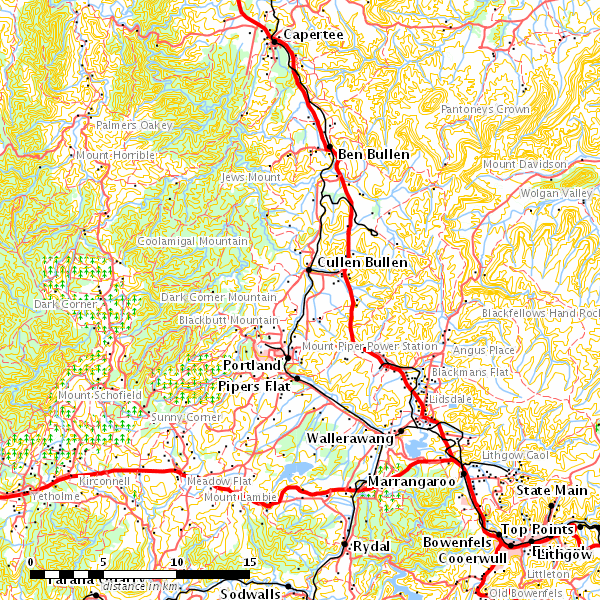 Capertee
Pantoneys Crown
Palmers Oakey
Mount Horrible
Ben Bullen
Mount Davidson
Jews Mount
Wolgan Valley
Coolamigal Mountain
Cullen Bullen
Dark Corner
Dark Corner Mountain
Blackfellows Hand Rock
Blackbutt Mountain
Mount Piper Power Station
Angus Place
Portland
Blackmans Flat
Pipers Flat
Mount Schofield
Lidsdale
Sunny Corner
Wallerawang
Lithgow Gaol
Kirconnell
Meadow Flat
Marrangaroo
Yetholme
Mount Lambie
State Main
Top Points
Rydal
Bowenfels
Cooerwull
Lithgow
0 5 10 15
distance in km
Littleton
Sodwalls
Old Bowenfels